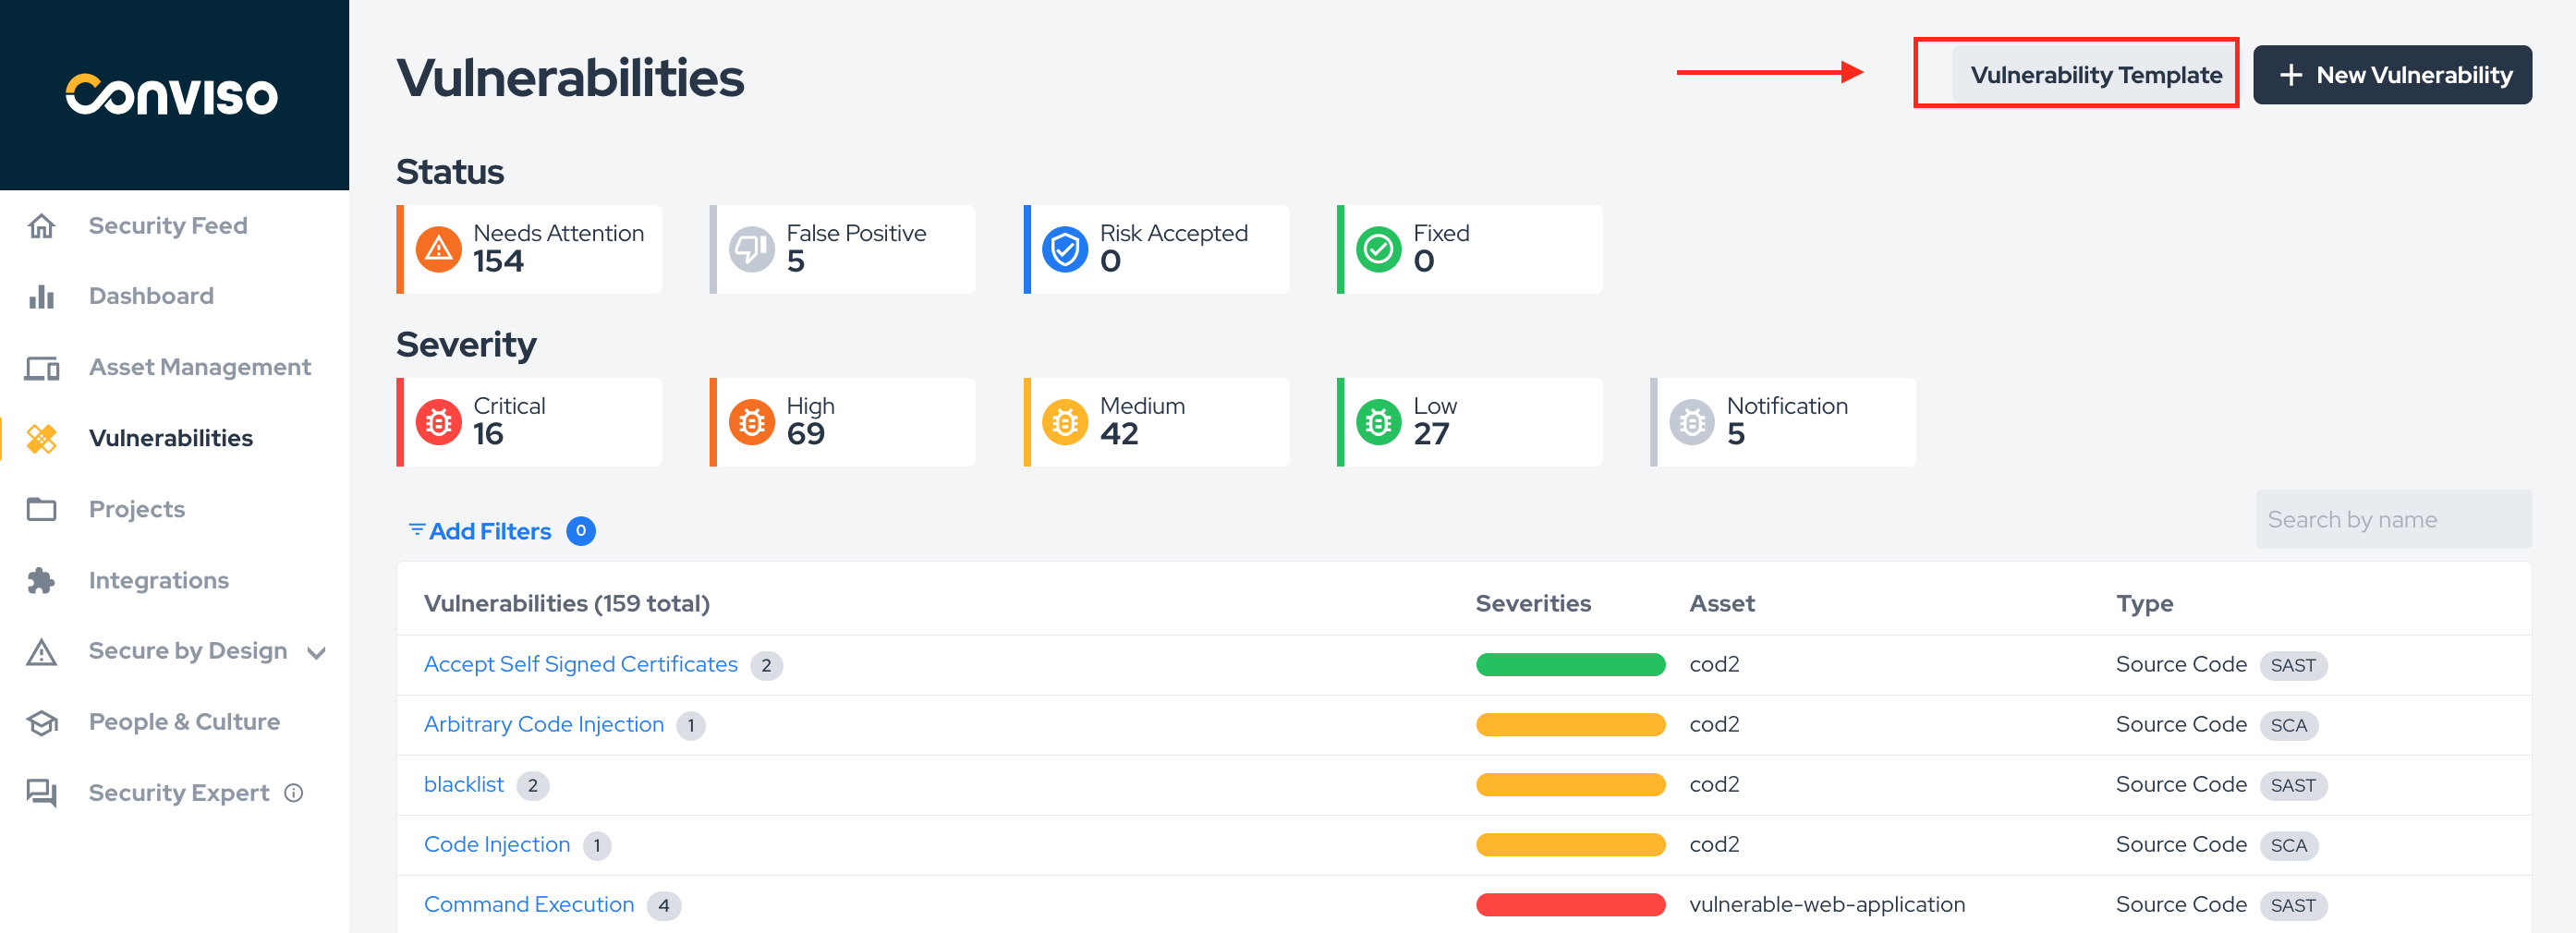 CONVISO
Security Feed
Dashboard
Asset Management
Vulnerabilities
Projects
Integrations
Secure by Design
People & Culture
Security Expert
Vulnerabilities
Vulnerability Template
New Vulnerability
Status
Needs Attention
154
False Positive
5
Risk Accepted
0
Fixed
0
Severity
Critical
16
High
69
Medium
42
Low
27
Notification
5
Add Filters 0
Search by name
Vulnerabilities (159 total) Severities Asset Type
Accept Self Signed Certificates 2 cod2 Source Code SAST
Arbitrary Code Injection 1 cod2 Source Code SCA
blacklist 2 cod2 Source Code SAST
Code Injection 1 cod2 Source Code SCA
Command Execution 4 vulnerable-web-application Source Code SAST